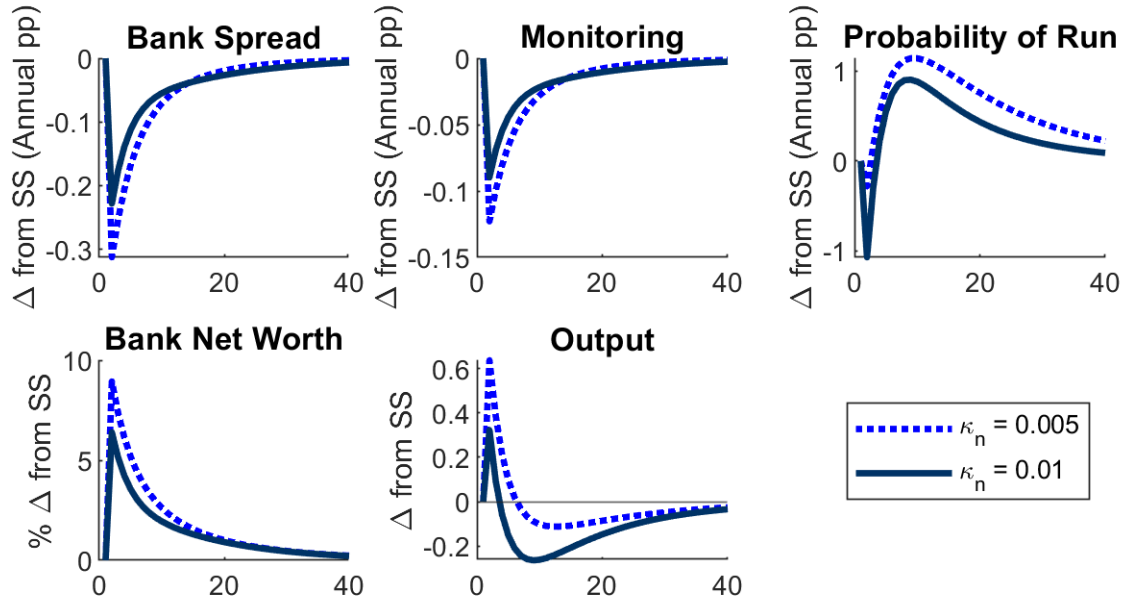 Bank Spread
Δ from SS (Annual pp)
0
-0.1
-0.2
-0.3
0
20
40
Monitoring
Δ from SS (Annual pp)
0
-0.05
-0.1
-0.15
0
20
40
Probability of Run
Δ from SS (Annual pp)
1
0
-1
0
20
40
Bank Net Worth
% Δ from SS
10
5
0
0
20
40
Output
Δ from SS
0.6
0.4
0.2
0
-0.2
0
20
40
κn = 0.005
κn = 0.01